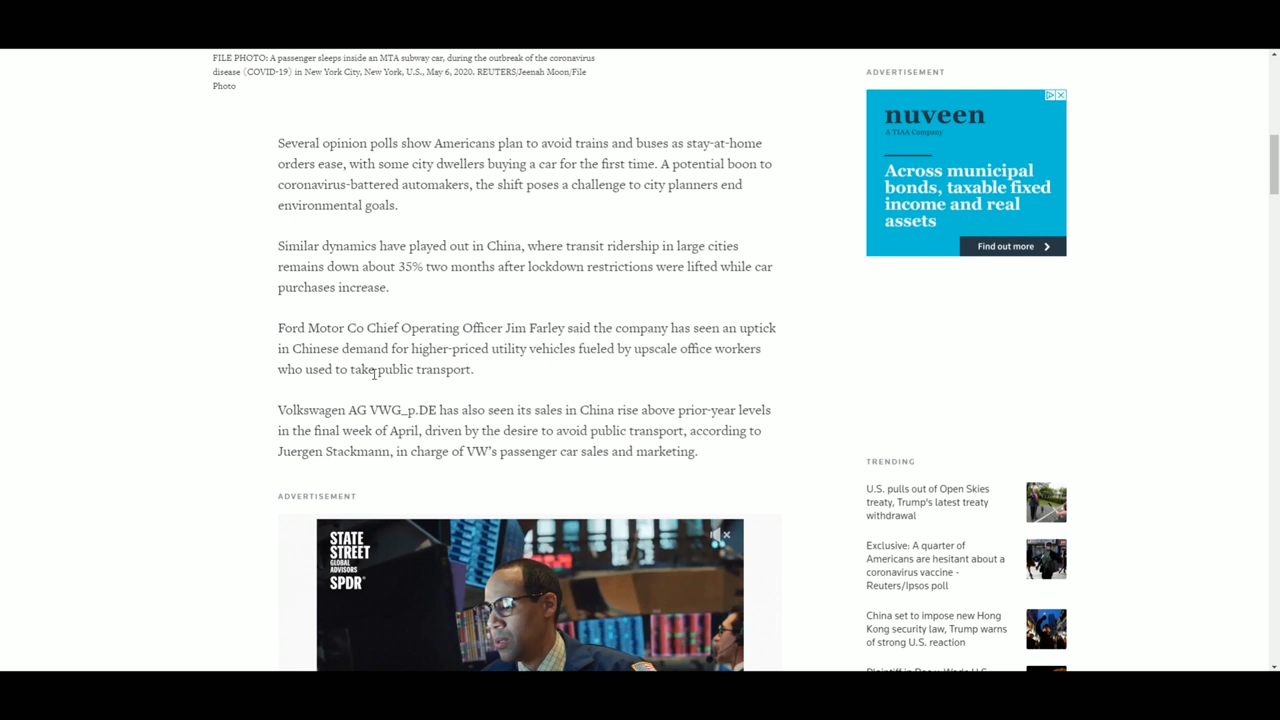 FILE PHOTO: A passenger sleeps inside an MTA subway car, during the outbreak of the coronavirus
disease (COVID-19) in New York City, New York, U.S., May 6, 2020. REUTERS/Jeenah Moon/File
Photo
Several opinion polls show Americans plan to avoid trains and buses as stay-at-home
orders ease, with some city dwellers buying a car for the first time. A potential boon to
coronavirus-battered automakers, the shift poses a challenge to city planners end
environmental goals.
Similar dynamics have played out in China, where transit ridership in large cities
remains down about 35% two months after lockdown restrictions were lifted while car
purchases increase.
Ford Motor Co Chief Operating Officer Jim Farley said the company has seen an uptick
in Chinese demand for higher-priced utility vehicles fueled by upscale office workers
who used to take public transport.
Volkswagen AG VWG_p.DE has also seen its sales in China rise above prior-year levels
in the final week of April, driven by the desire to avoid public transport, according to
Juergen Stackmann, in charge of VW's passenger car sales and marketing.
ADVERTISEMENT
STATE
STREET
GLOBAL
ADVISORS
SPDR®
ADVERTISEMENT
nuveen
A TIAA Company
Across municipal
bonds, taxable fixed
income and real
assets
Find out more
TRENDING
U.S. pulls out of Open Skies
treaty, Trump's latest treaty
withdrawal
Exclusive: A quarter of
Americans are hesitant about a
coronavirus vaccine -
Reuters/Ipsos poll
China set to impose new Hong
Kong security law, Trump warns
of strong U.S. reaction